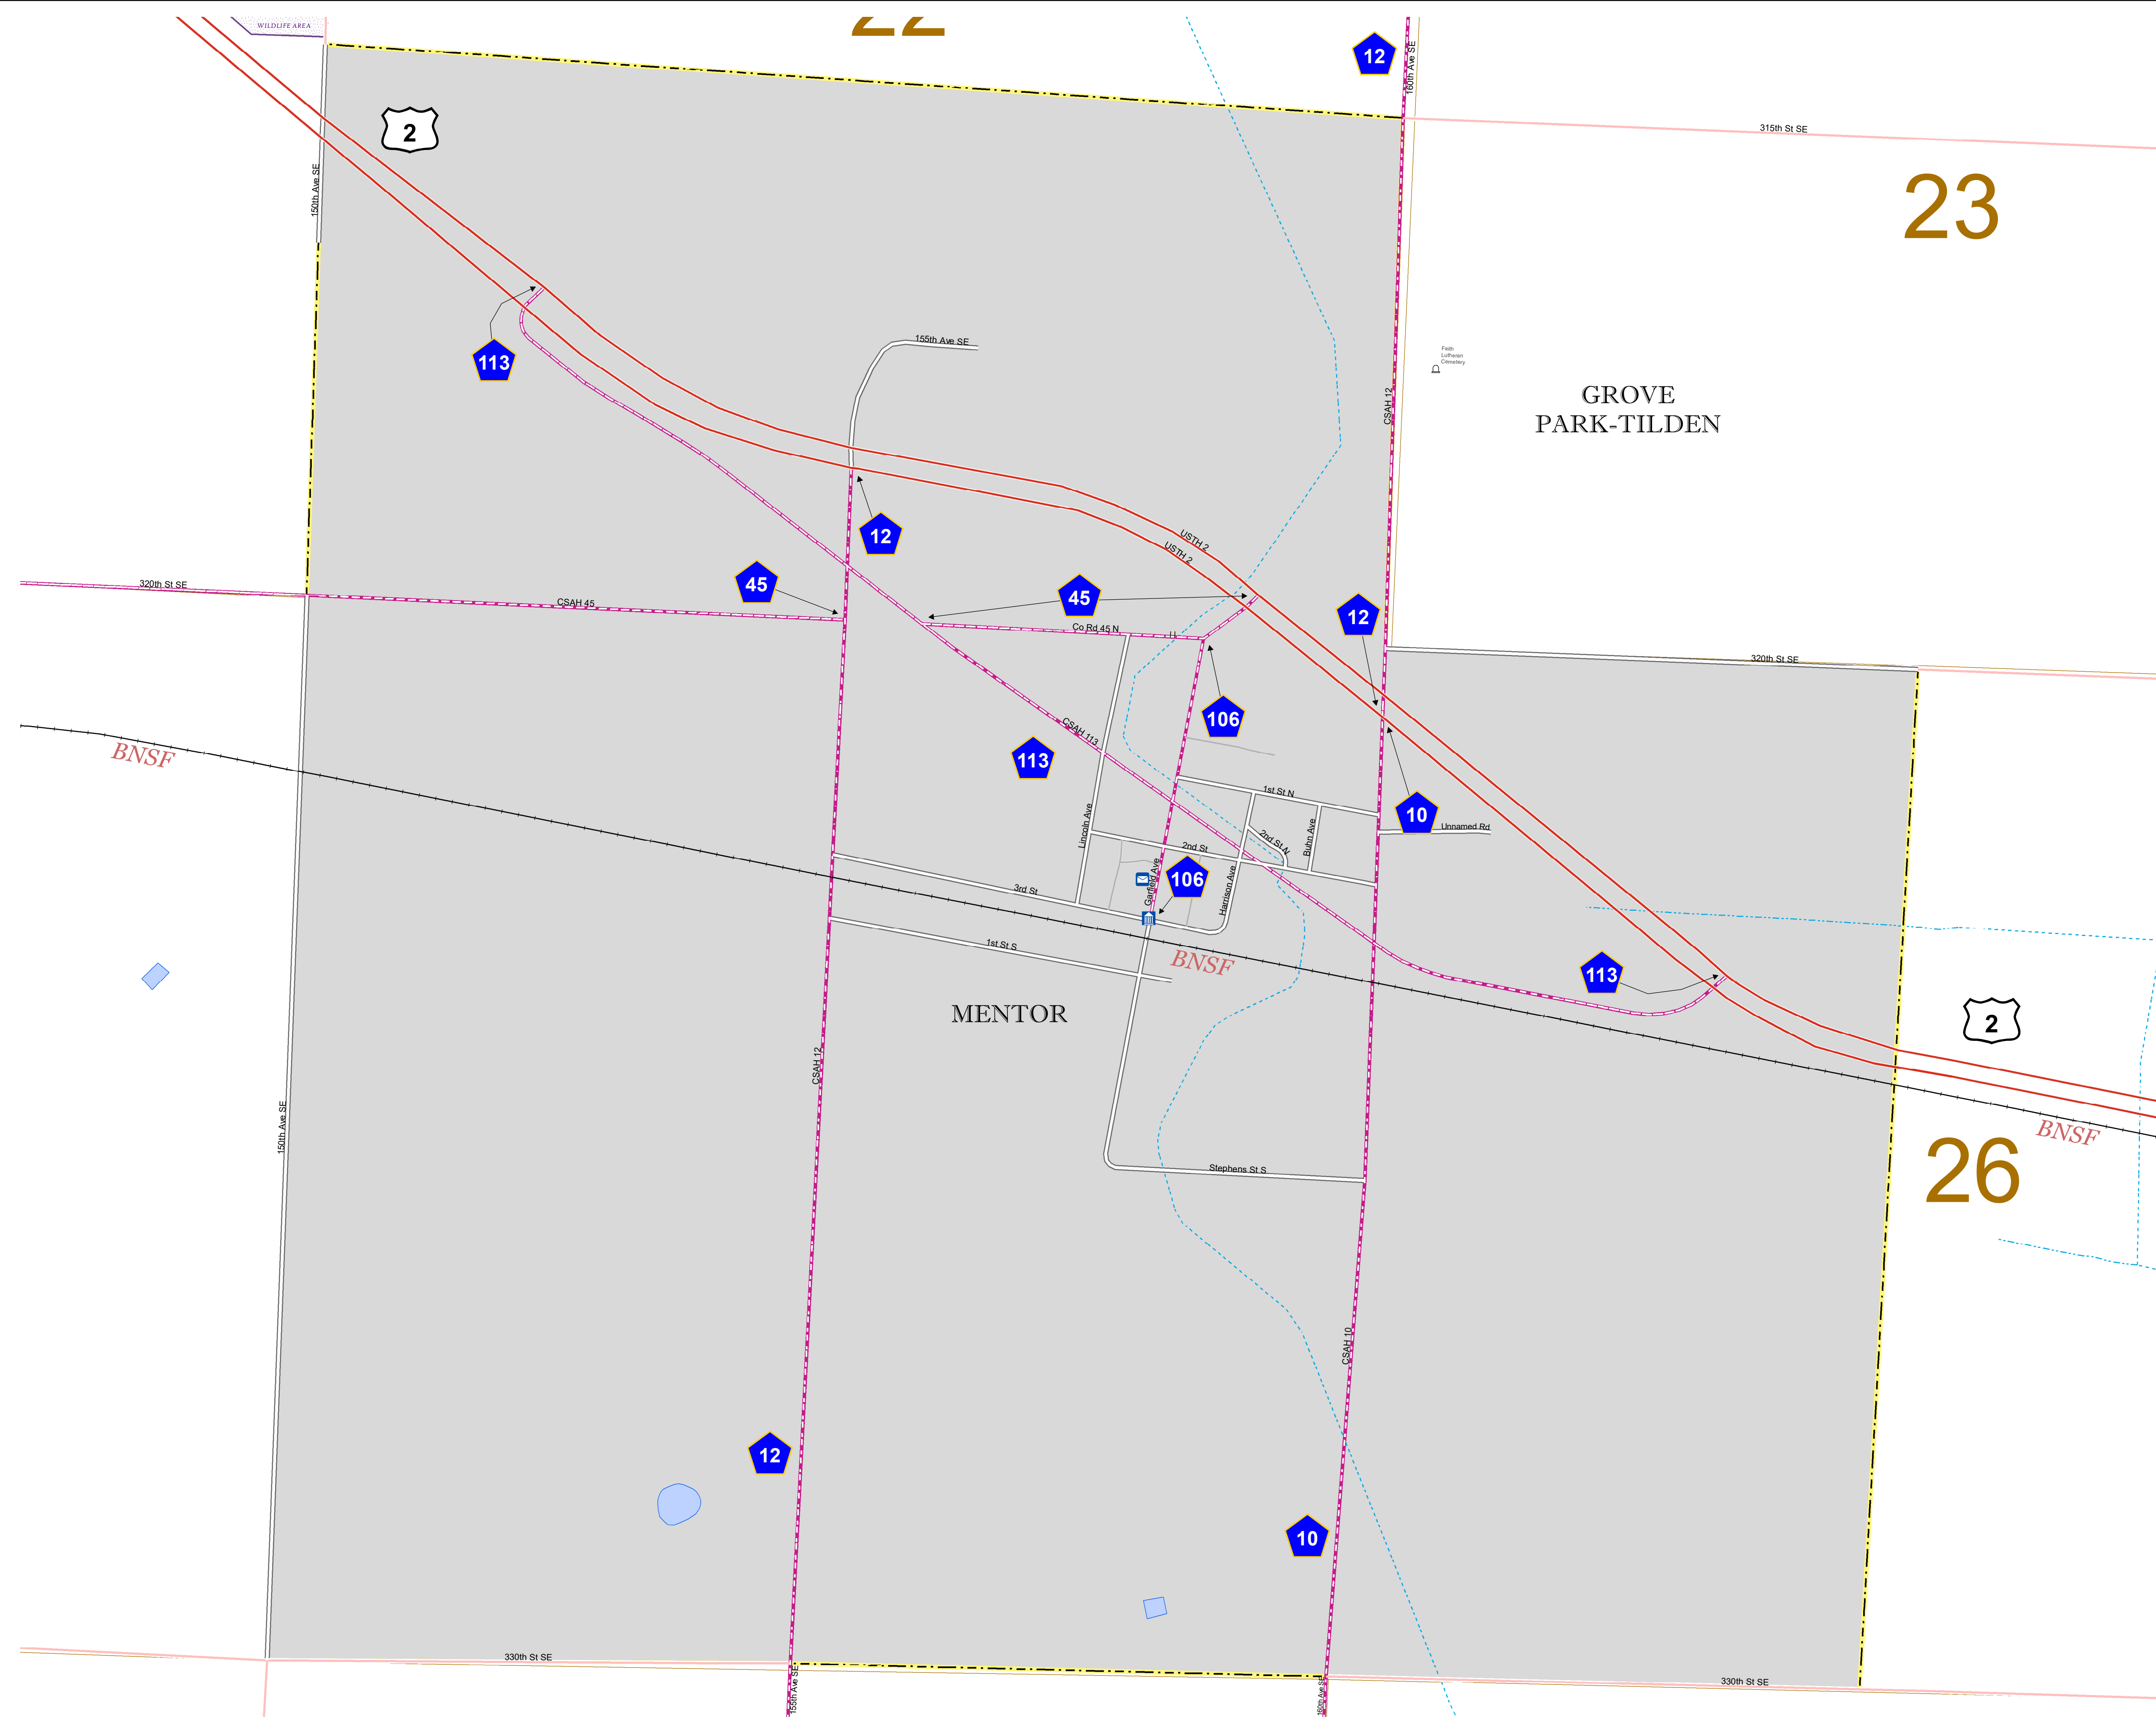 WILDLIFE AREA
22
12
160th Ave SE
2
315th St SE
150th Ave SE
23
113
155th Ave SE
Faith
Lutheran
Cemetery
CSAH 12
GROVE
PARK-TILDEN
12
USTH 2
USTH 2
320th St SE
45
CSAH 45
45
Co Rd 45 N
12
320th St SE
106
CSAH 113
113
BNSF
1st St N
10
Unnamed Rd
Lincoln Ave
2nd St
2nd St N
Buhn Ave
Garfield Ave
106
Harrison Ave
3rd St
1st St S
BNSF
113
MENTOR
2
CSAH 12
150th Ave SE
BNSF
26
Stephens St S
CSAH 10
12
10
330th St SE
155th Ave SE
160th Ave SE
330th St SE